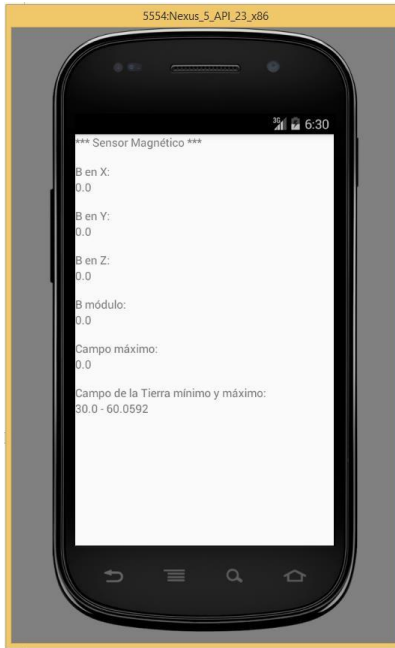 5554:Nexus_5_API_23_x86
3G 6:30
*** Sensor Magnético ***
B en X:
0.0
B en Y:
0.0
B en Z:
0.0
B módulo:
0.0
Campo máximo:
0.0
Campo de la Tierra mínimo y máximo:
30.0 - 60.0592